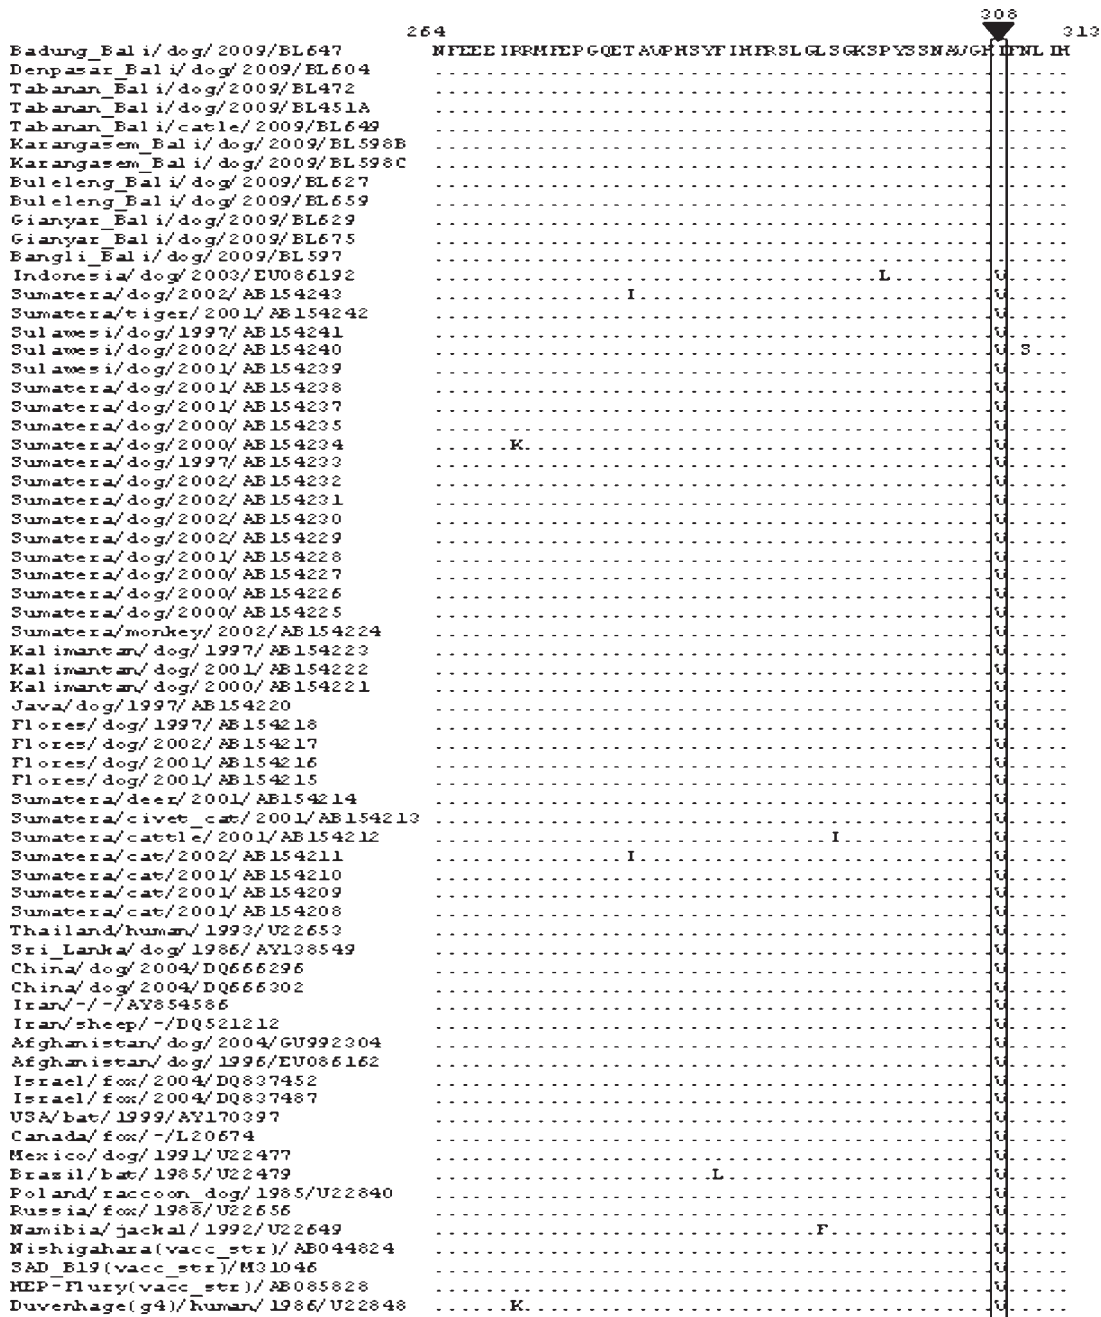 308
264 313
Badung_Bali/dog/2009/BL647 NFEEEIRRMFEPGQETAVPHSYFIHFRSLGLSGKSPYSSNAVGHIFNLIH
Denpasar_Bali/dog/2009/BL604 ..................................................
Tabanan_Bali/dog/2009/BL472 ..................................................
Tabanan_Bali/dog/2009/BL451A ..................................................
Tabanan_Bali/catle/2009/BL649 ..................................................
Karangasem_Bali/dog/2009/BL598B ..................................................
Karangasem_Bali/dog/2009/BL598C ..................................................
Buleleng_Bali/dog/2009/BL627 ..................................................
Buleleng_Bali/dog/2009/BL659 ..................................................
Gianyar_Bali/dog/2009/BL629 ..................................................
Gianyar_Bali/dog/2009/BL675 ..................................................
Bangli_Bali/dog/2009/BL597 ..................................................
Indonesia/dog/2003/EU086192 ...................................L........V.....
Sumatera/dog/2002/AB154243 ...............I............................V.....
Sumatera/tiger/2001/AB154242 ............................................V.....
Sulawesi/dog/1997/AB154241 ............................................V.....
Sulawesi/dog/2002/AB154240 ............................................V.S...
Sulawesi/dog/2001/AB154239 ............................................V.....
Sumatera/dog/2001/AB154238 ............................................V.....
Sumatera/dog/2001/AB154237 ............................................V.....
Sumatera/dog/2000/AB154235 ............................................V.....
Sumatera/dog/2000/AB154234 ......K.....................................V.....
Sumatera/dog/1997/AB154233 ............................................V.....
Sumatera/dog/2002/AB154232 ............................................V.....
Sumatera/dog/2002/AB154231 ............................................V.....
Sumatera/dog/2002/AB154230 ............................................V.....
Sumatera/dog/2002/AB154229 ............................................V.....
Sumatera/dog/2001/AB154228 ............................................V.....
Sumatera/dog/2000/AB154227 ............................................V.....
Sumatera/dog/2000/AB154226 ............................................V.....
Sumatera/dog/2000/AB154225 ............................................V.....
Sumatera/monkey/2002/AB154224 ............................................V.....
Kalimantan/dog/1997/AB154223 ............................................V.....
Kalimantan/dog/2001/AB154222 ............................................V.....
Kalimantan/dog/2000/AB154221 ............................................V.....
Java/dog/1997/AB154220 ............................................V.....
Flores/dog/1997/AB154218 ............................................V.....
Flores/dog/2002/AB154217 ............................................V.....
Flores/dog/2001/AB154216 ............................................V.....
Flores/dog/2001/AB154215 ............................................V.....
Sumatera/deer/2001/AB154214 ............................................V.....
Sumatera/civet_cat/2001/AB154213 ............................................V.....
Sumatera/cattle/2001/AB154212 ...............................I............V.....
Sumatera/cat/2002/AB154211 ...............I............................V.....
Sumatera/cat/2001/AB154210 ............................................V.....
Sumatera/cat/2001/AB154209 ............................................V.....
Sumatera/cat/2001/AB154208 ............................................V.....
Thailand/human/1993/U22653 ............................................V.....
Sri_Lanka/dog/1986/AY138549 ............................................V.....
China/dog/2004/DQ666296 ............................................V.....
China/dog/2004/DQ666302 ............................................V.....
Iran/-/-/AY854586 ............................................V.....
Iran/sheep/-/DQ521212 ............................................V.....
Afghanistan/dog/2004/GU992304 ............................................V.....
Afghanistan/dog/1996/EU086162 ............................................V.....
Israel/fox/2004/DQ837452 ............................................V.....
Israel/fox/2004/DQ837487 ............................................V.....
USA/bat/1999/AY170397 ............................................V.....
Canada/fox/-/L20674 ............................................V.....
Mexico/dog/1991/U22477 ............................................V.....
Brazil/bat/1985/U22479 ......................L.....................V.....
Poland/raccoon_dog/1985/U22840 ............................................V.....
Russia/fox/1988/U22656 ............................................V.....
Namibia/jackal/1992/U22649 ..............................F.............V.....
Nishigahara(vacc_str)/AB044824 ............................................V.....
SAD_B19(vacc_str)/M31046 ............................................V.....
HEP-Flury(vacc_str)/AB085828 ............................................V.....
Duvenhage(g4)/human/1986/U22848 ......K.....................................V.....